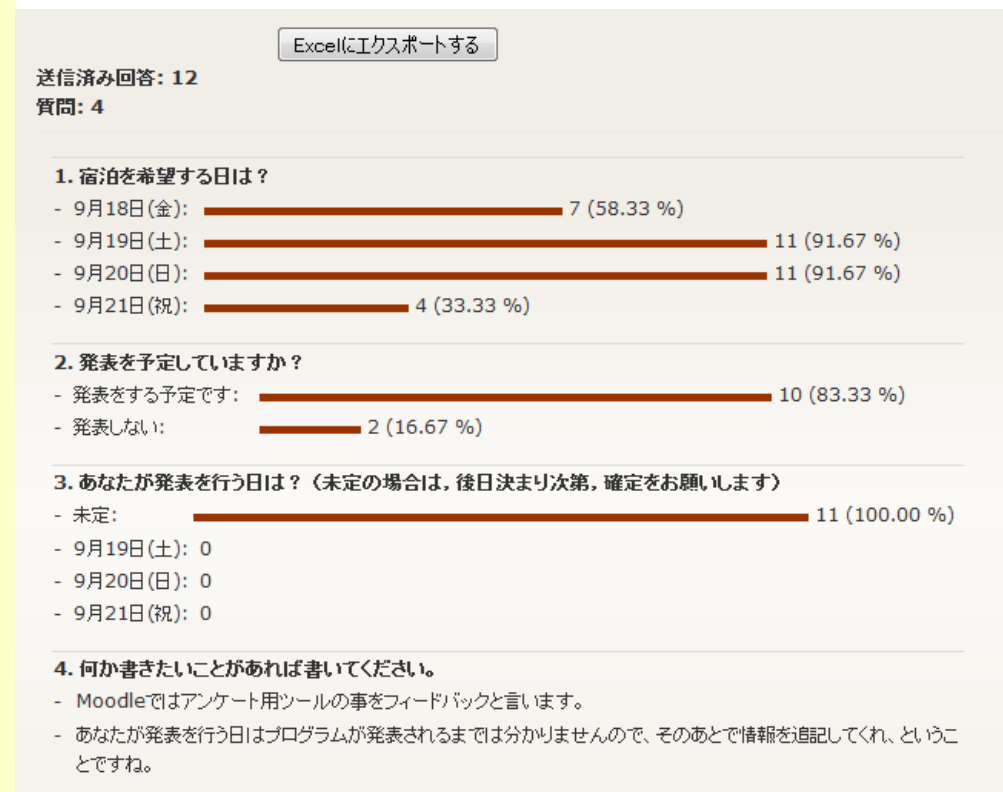 Excelにエクスポートする
送信済み回答: 12
質問: 4
1. 宿泊を希望する日は？
- 9月18日(金): 7 (58.33 %)
- 9月19日(土): 11 (91.67 %)
- 9月20日(日): 11 (91.67 %)
- 9月21日(祝): 4 (33.33 %)
2. 発表を予定していますか？
- 発表をする予定です: 10 (83.33 %)
- 発表しない: 2 (16.67 %)
3. あなたが発表を行う日は？（未定の場合は，後日決まり次第，確定をお願いします）
- 未定: 11 (100.00 %)
- 9月19日(土): 0
- 9月20日(日): 0
- 9月21日(祝): 0
4. 何か書きたいことがあれば書いてください。
- Moodleではアンケート用ツールの事をフィードバックと言います。
- あなたが発表を行う日はプログラムが発表されるまでは分かりませんので、そのあとで情報を追記してくれ、というこ
とですね。